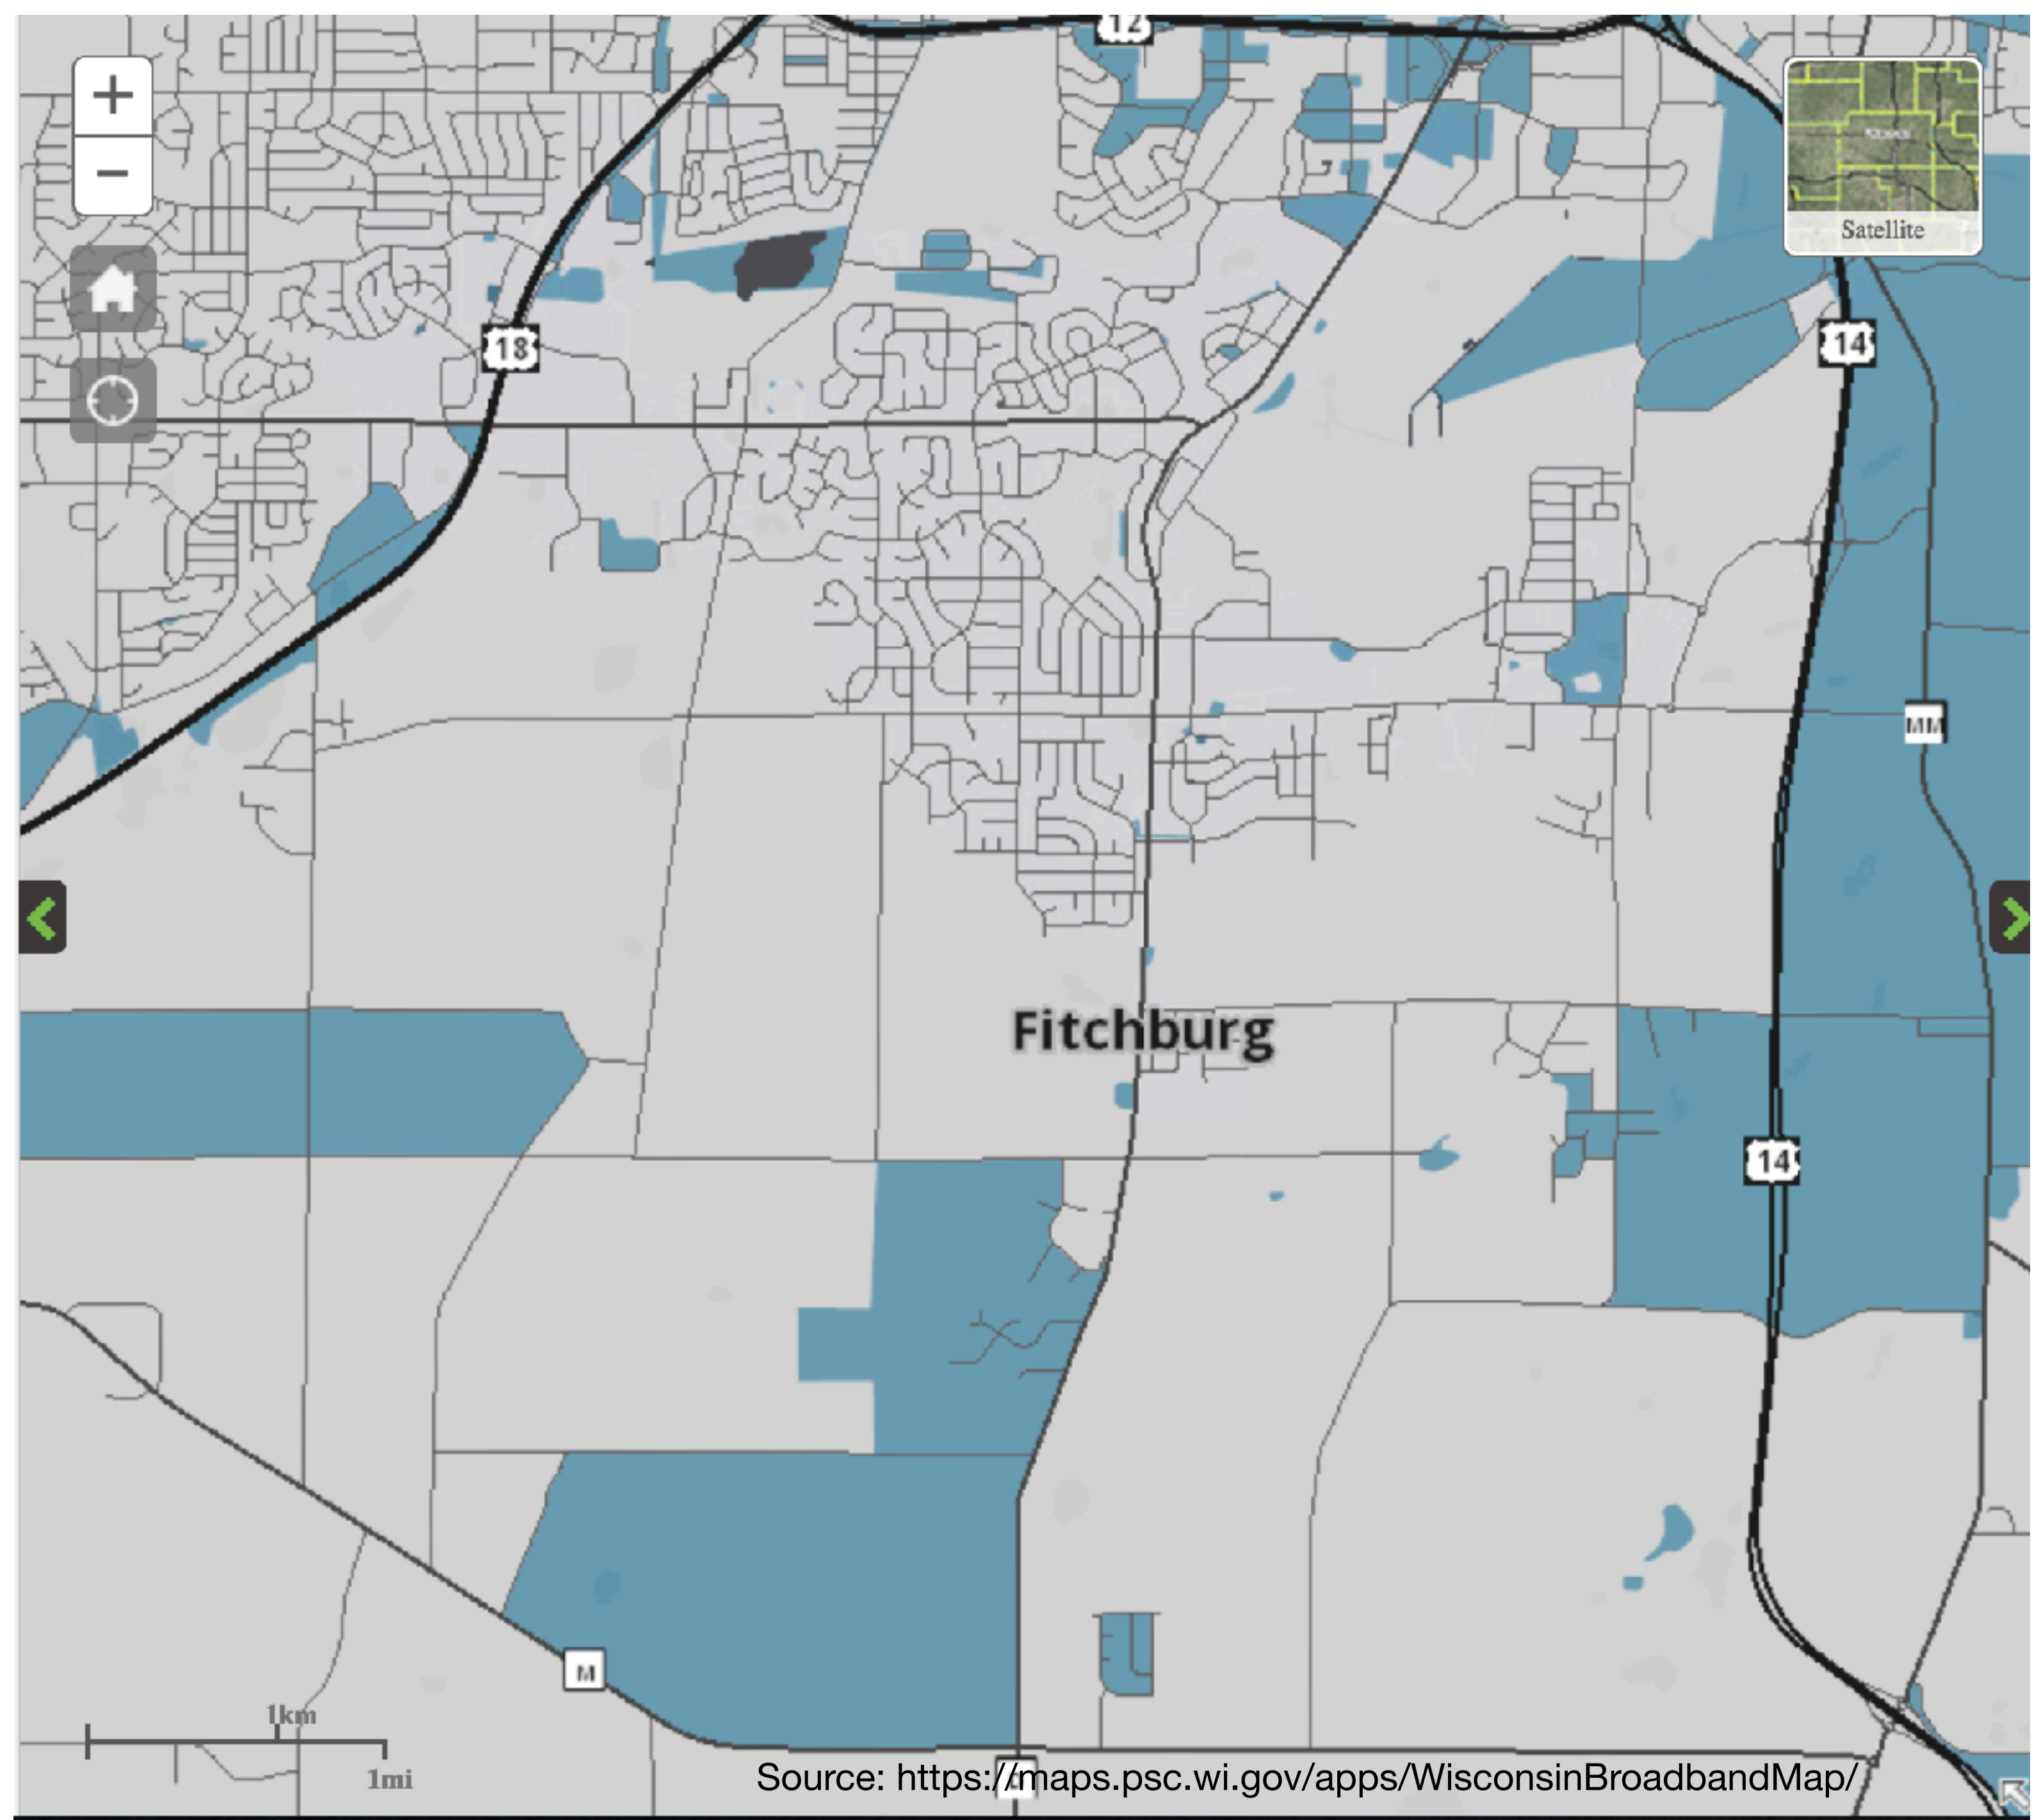 12
+
−
Satellite
18
14
MM
Fitchburg
14
M
1km
1mi
Source: https://maps.psc.wi.gov/apps/WisconsinBroadbandMap/